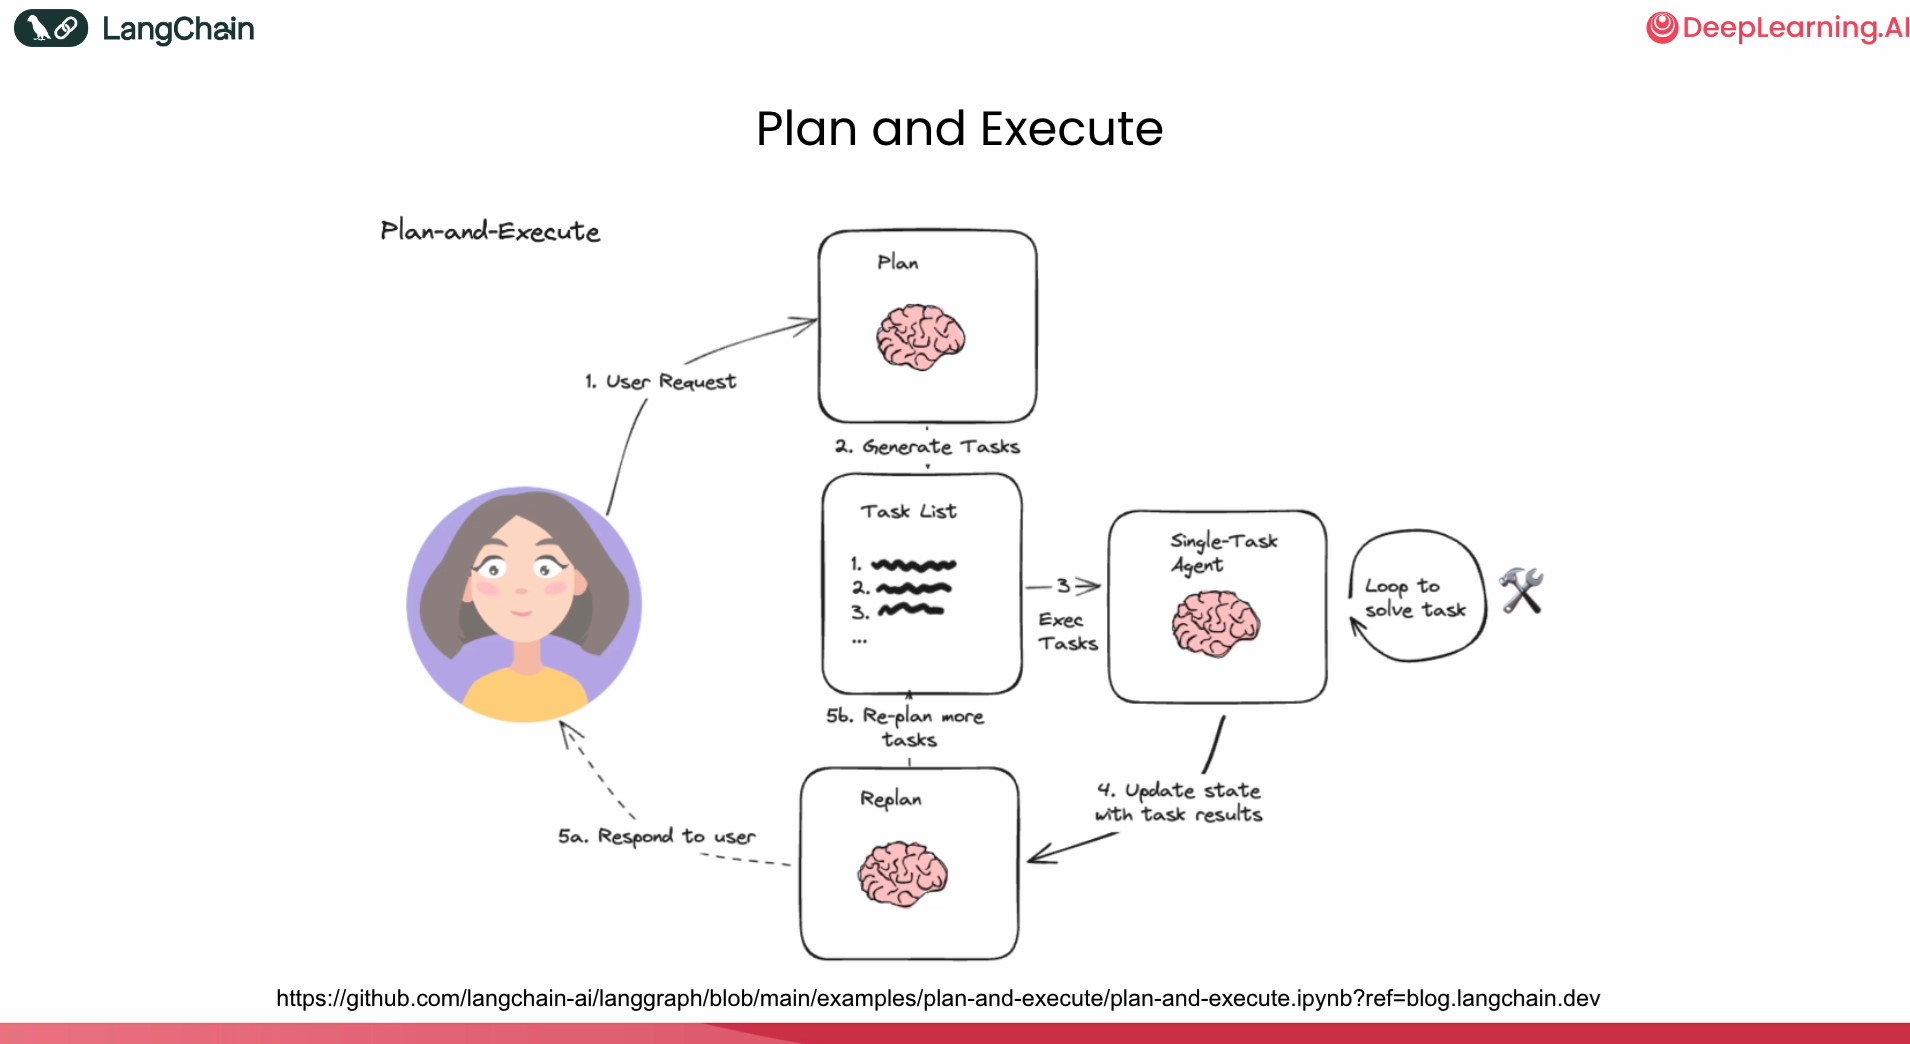 LangChain
DeepLearning.AI
Plan and Execute
Plan-and-Execute
Plan
1. User Request
2. Generate Tasks
Task List
1.
2.
3.
...
3
Exec
Tasks
Single-Task
Agent
Loop to
solve task
5b. Re-plan more
tasks
4. Update state
with task results
Replan
5a. Respond to user
https://github.com/langchain-ai/langgraph/blob/main/examples/plan-and-execute/plan-and-execute.ipynb?ref=blog.langchain.dev